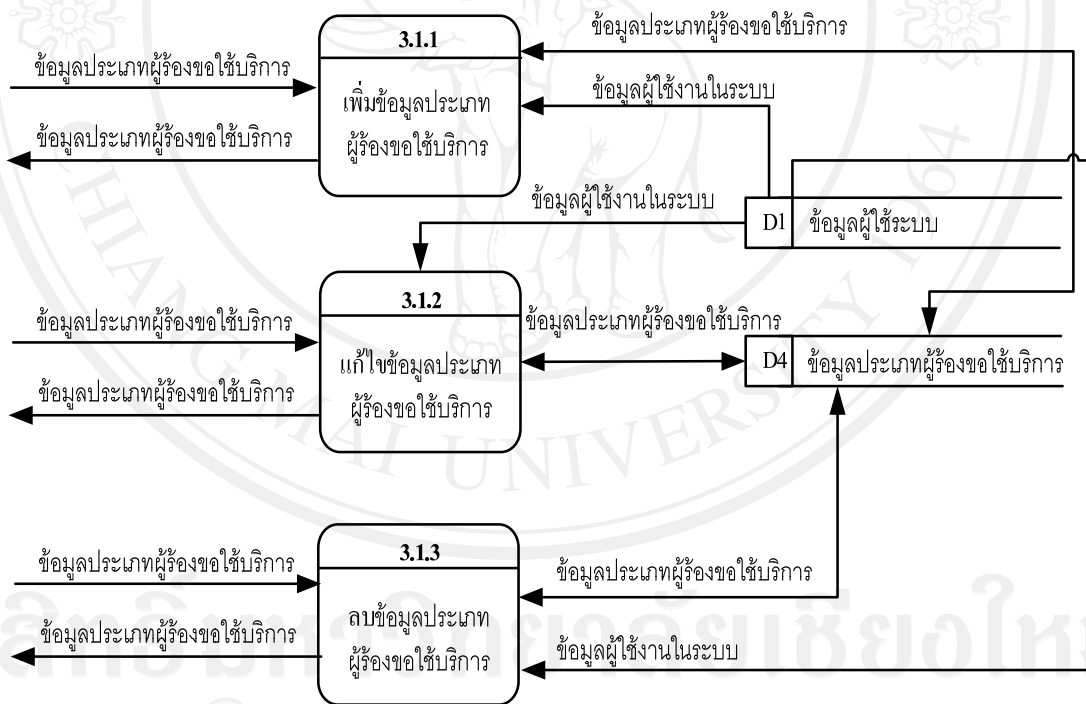 3.1.1
เพิ่มข้อมูลประเภท
ผู้ร้องขอใช้บริการ
ข้อมูลประเภทผู้ร้องขอใช้บริการ
ข้อมูลประเภทผู้ร้องขอใช้บริการ
ข้อมูลประเภทผู้ร้องขอใช้บริการ
ข้อมูลผู้ใช้งานในระบบ
ข้อมูลผู้ใช้งานในระบบ
D1 ข้อมูลผู้ใช้ระบบ
3.1.2
แก้ไขข้อมูลประเภท
ผู้ร้องขอใช้บริการ
ข้อมูลประเภทผู้ร้องขอใช้บริการ
ข้อมูลประเภทผู้ร้องขอใช้บริการ
ข้อมูลประเภทผู้ร้องขอใช้บริการ
D4 ข้อมูลประเภทผู้ร้องขอใช้บริการ
3.1.3
ลบข้อมูลประเภท
ผู้ร้องขอใช้บริการ
ข้อมูลประเภทผู้ร้องขอใช้บริการ
ข้อมูลประเภทผู้ร้องขอใช้บริการ
ข้อมูลประเภทผู้ร้องขอใช้บริการ
ข้อมูลผู้ใช้งานในระบบ
CHIANG MAI UNIVERSITY 1964